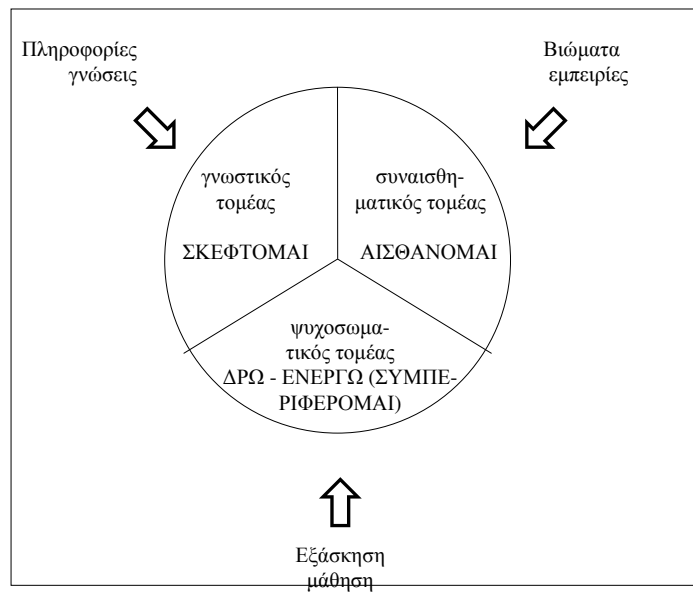 Πληροφορίες
γνώσεις
Βιώματα
εμπειρίες
γνωστικός
τομέας
ΣΚΕΦΤΟΜΑΙ
συναισθη-
ματικός τομέας
ΑΙΣΘΑΝΟΜΑΙ
ψυχοσωμα-
τικός τομέας
ΔΡΩ - ΕΝΕΡΓΩ (ΣΥΜΠΕ-
ΡΙΦΕΡΟΜΑΙ)
Εξάσκηση
μάθηση